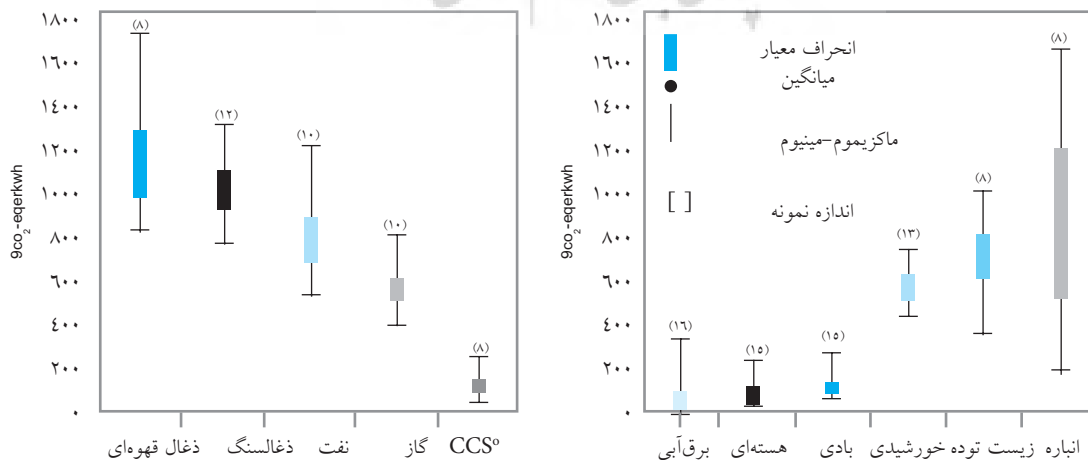 ۱۸۰۰
۱۶۰۰
۱۴۰۰
۱۲۰۰
۱۰۰۰
۸۰۰
۶۰۰
۴۰۰
۲۰۰
۰
9co₂-eqerkwh
(۸)
(۱۲)
(۱۰)
(۱۰)
(۸)
ذغال قهوه‌ای
ذغالسنگ
نفت
گاز
CCSº
۱۸۰۰
۱۶۰۰
۱۴۰۰
۱۲۰۰
۱۰۰۰
۸۰۰
۶۰۰
۴۰۰
۲۰۰
۰
9co₂-eqerkwh
انحراف معیار
میانگین
ماکزیموم-مینیوم
[ ] اندازه نمونه
(۱۶)
(۱۵)
(۱۵)
(۱۳)
(۸)
(۸)
برق‌آبی
هسته‌ای
بادی
خورشیدی
زیست توده
انباره